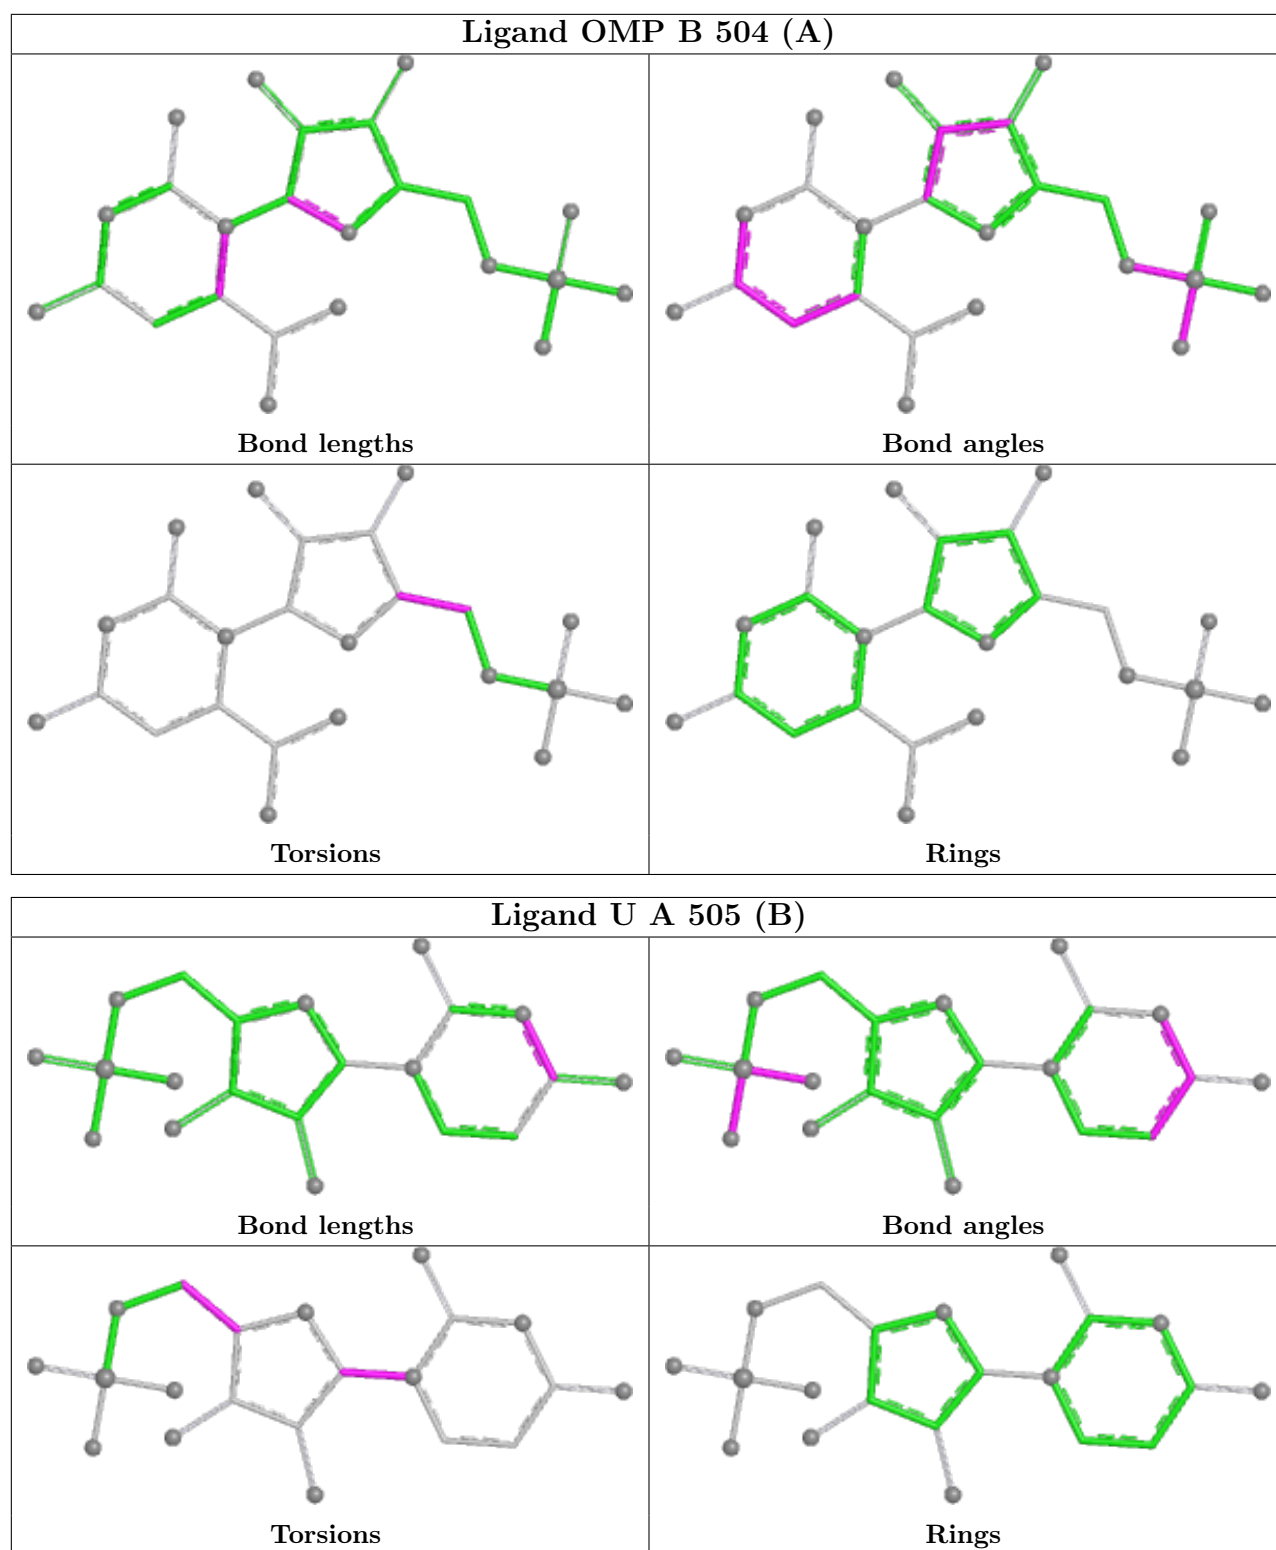 Ligand OMP B 504 (A)
Bond lengths
Bond angles
Torsions
Rings
Ligand U A 505 (B)
Bond lengths
Bond angles
Torsions
Rings